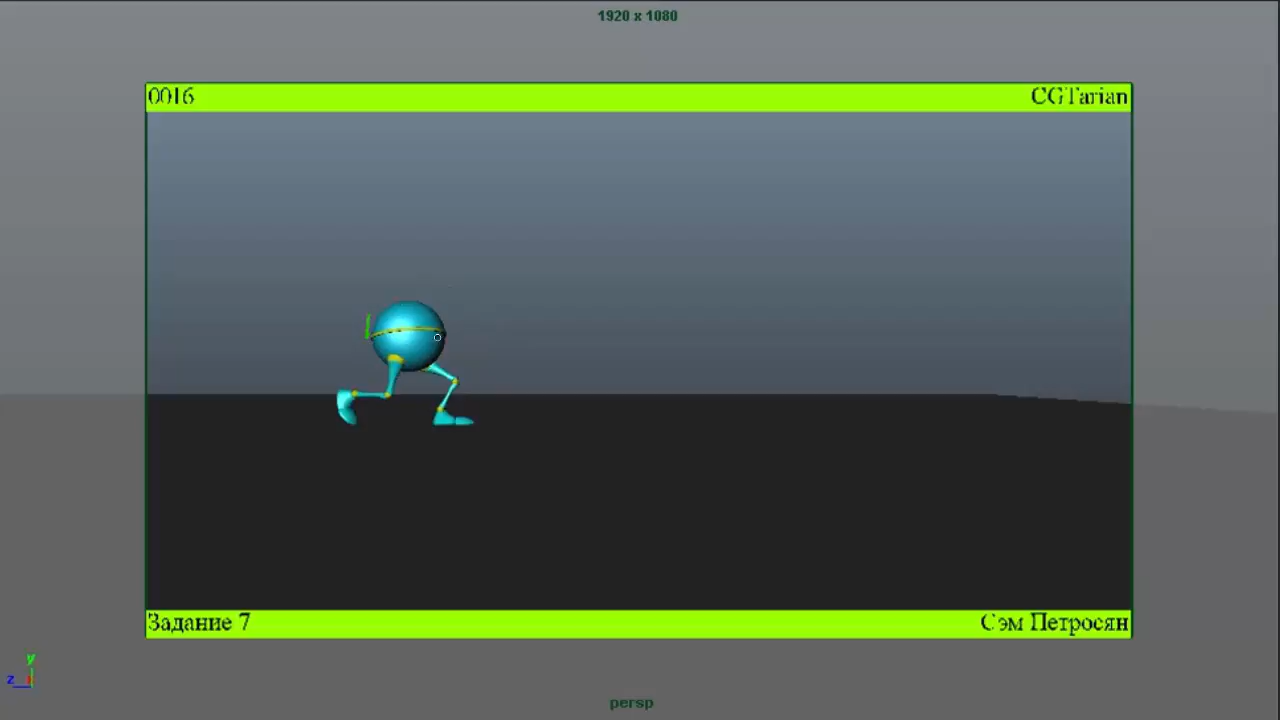 1920 x 1080
0016
CGTarian
Задание 7
Сэм Петросян
y
z
persp